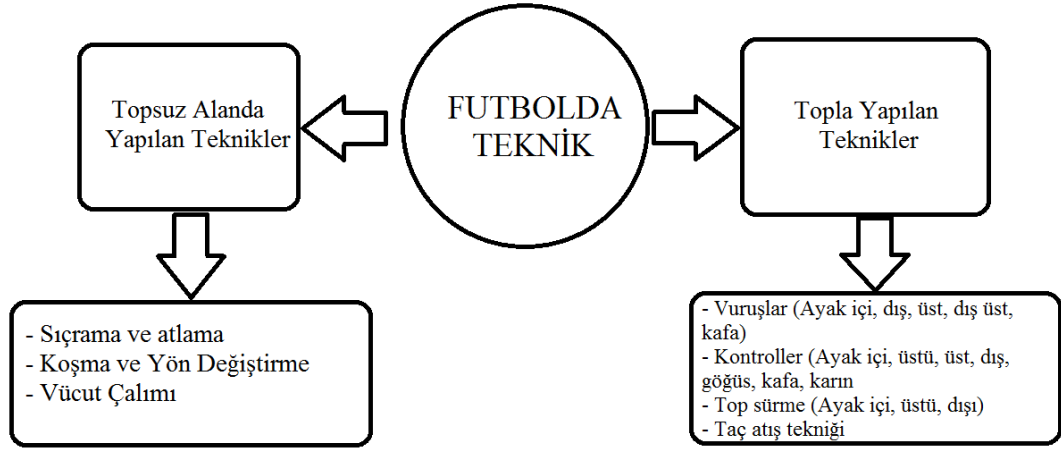 FUTBOLDA
TEKNİK
Topsuz Alanda
Yapılan Teknikler
Topla Yapılan
Teknikler
- Sıçrama ve atlama
- Koşma ve Yön Değiştirme
- Vücut Çalımı
- Vuruşlar (Ayak içi, dış, üst, dış üst,
kafa)
- Kontroller (Ayak içi, üstü, üst, dış,
göğüs, kafa, karın
- Top sürme (Ayak içi, üstü, dışı)
- Taç atış tekniği